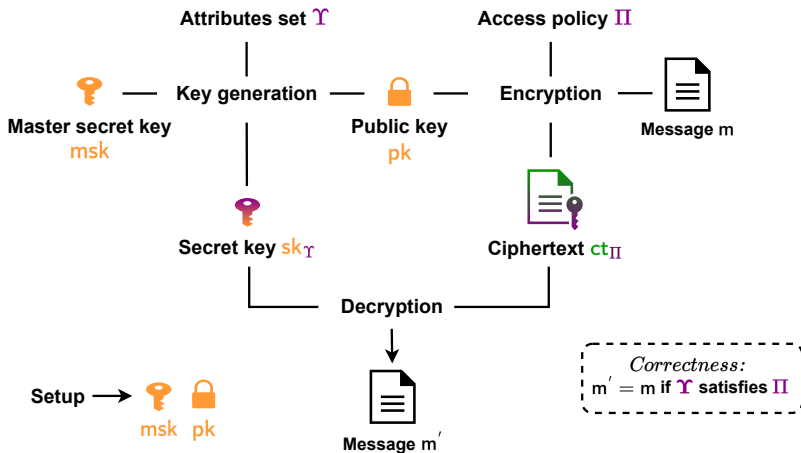 Attributes set ϒ
Access policy Π
Key generation
Encryption
Master secret key
msk
Public key
pk
Message m
Secret key skϒ
Ciphertext ctΠ
Decryption
Setup
msk
pk
Message m′
Correctness:
m′ = m if ϒ satisfies Π